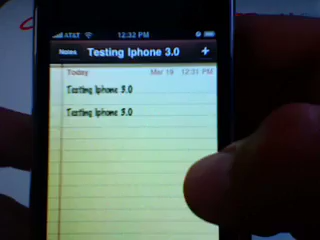 AT&T 12:32 PM
Notes Testing Iphone 3.0 +
Today Mar 18 12:31 PM
Testing Iphone 3.0
Testing Iphone 3.0